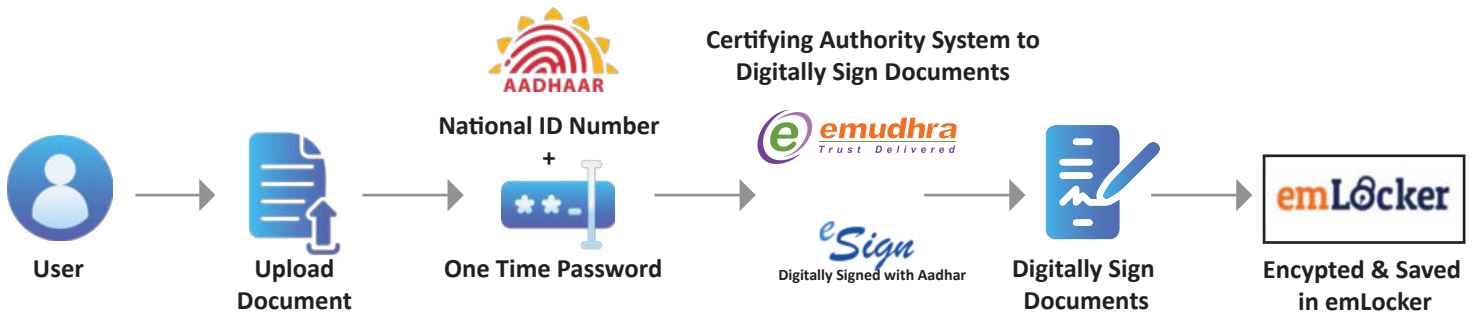 User
Upload
Document
AADHAAR
National ID Number
+
**_
One Time Password
Certifying Authority System to
Digitally Sign Documents
e emudhra
Trust Delivered
eSign
Digitally Signed with Aadhar
Digitally Sign
Documents
emLocker
Encypted & Saved
in emLocker